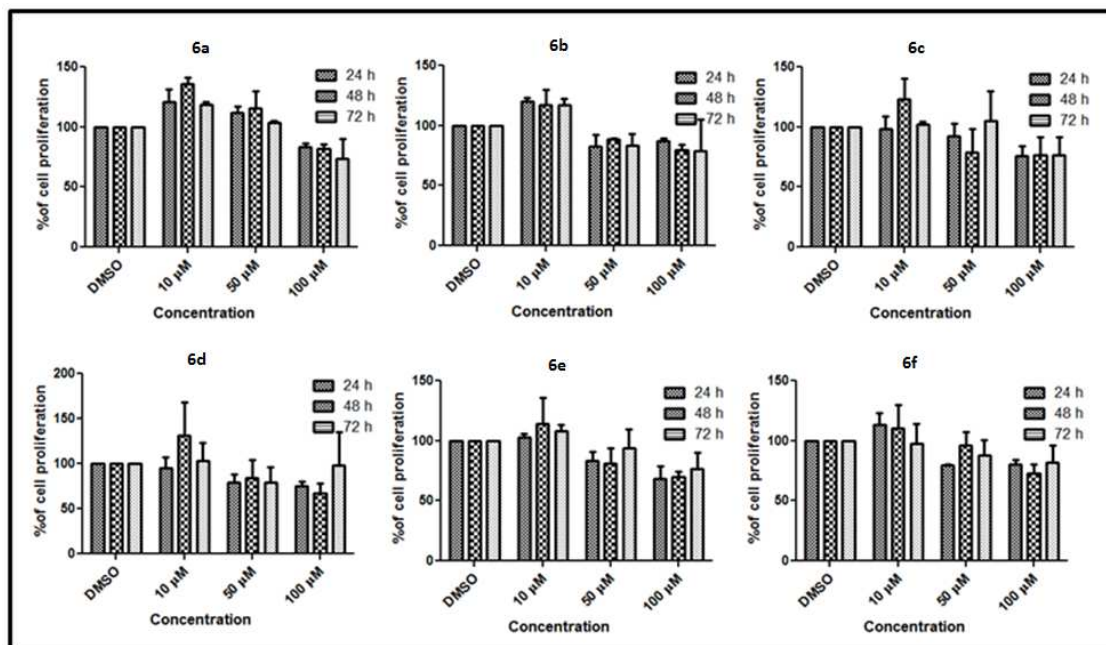 6a
% of cell proliferation
150
100
50
0
24 h
48 h
72 h
DMSO
10 µM
50 µM
100 µM
Concentration
6b
% of cell proliferation
150
100
50
0
24 h
48 h
72 h
DMSO
10 µM
50 µM
100 µM
Concentration
6c
% of cell proliferation
150
100
50
0
24 h
48 h
72 h
DMSO
10 µM
50 µM
100 µM
Concentration
6d
% of cell proliferation
200
150
100
50
0
24 h
48 h
72 h
DMSO
10 µM
50 µM
100 µM
Concentration
6e
% of cell proliferation
150
100
50
0
24 h
48 h
72 h
DMSO
10 µM
50 µM
100 µM
Concentration
6f
% of cell proliferation
150
100
50
0
24 h
48 h
72 h
DMSO
10 µM
50 µM
100 µM
Concentration